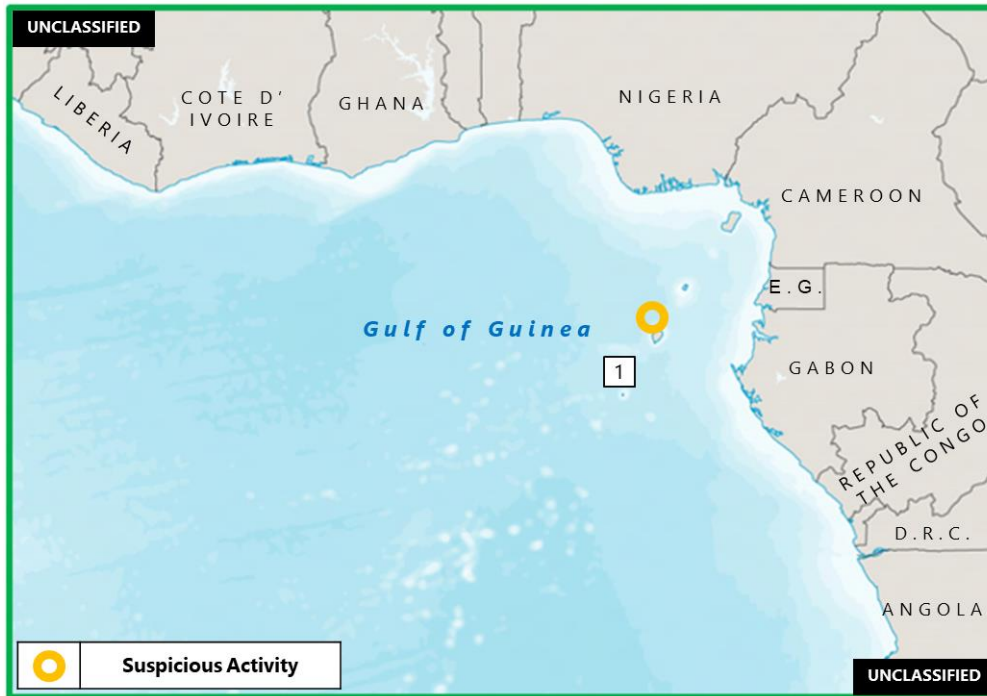 UNCLASSIFIED
LIBERIA
COTE D'
IVOIRE
GHANA
NIGERIA
CAMEROON
E.G.
Gulf of Guinea
1
GABON
REPUBLIC OF
THE CONGO
D.R.C.
ANGOLA
Suspicious Activity
UNCLASSIFIED